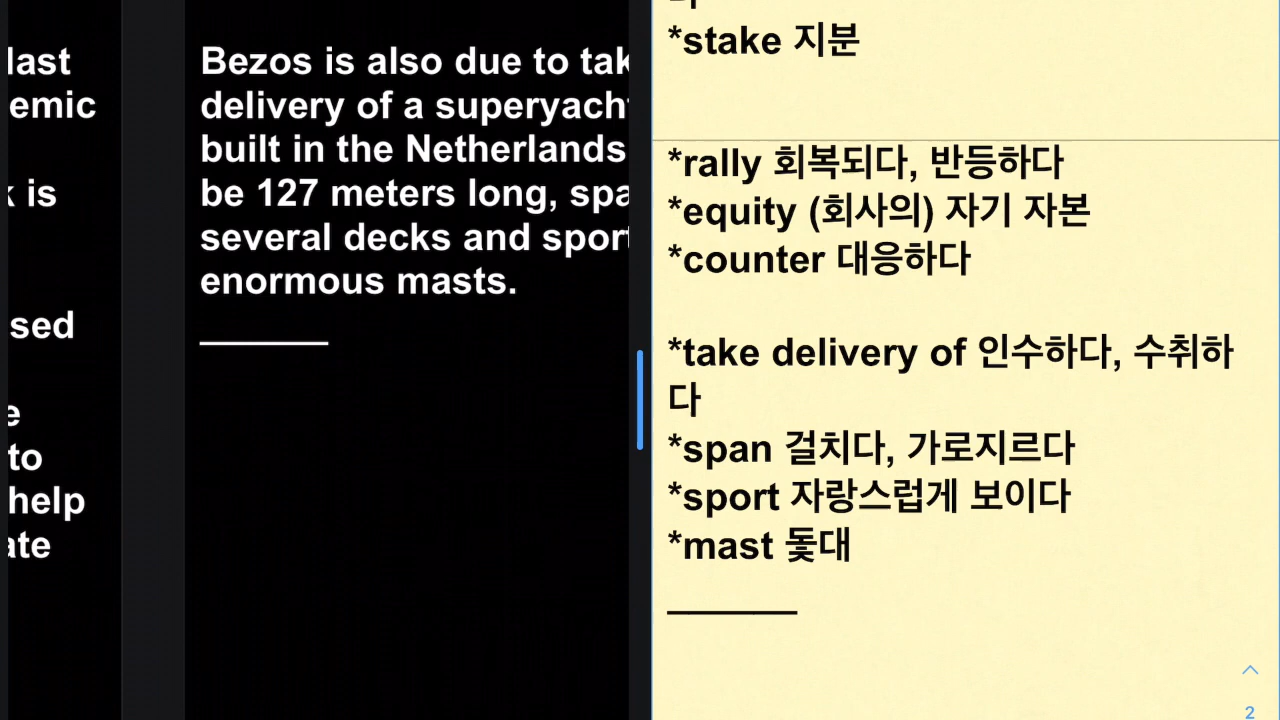 last
emic
is
sed
e
to
help
ate
Bezos is also due to tak
delivery of a superyacht
built in the Netherlands
be 127 meters long, spa
several decks and sport
enormous masts.
*stake 지분
*rally 회복되다, 반등하다
*equity (회사의) 자기 자본
*counter 대응하다
*take delivery of 인수하다, 수취하
다
*span 걸치다, 가로지르다
*sport 자랑스럽게 보이다
*mast 돛대
2